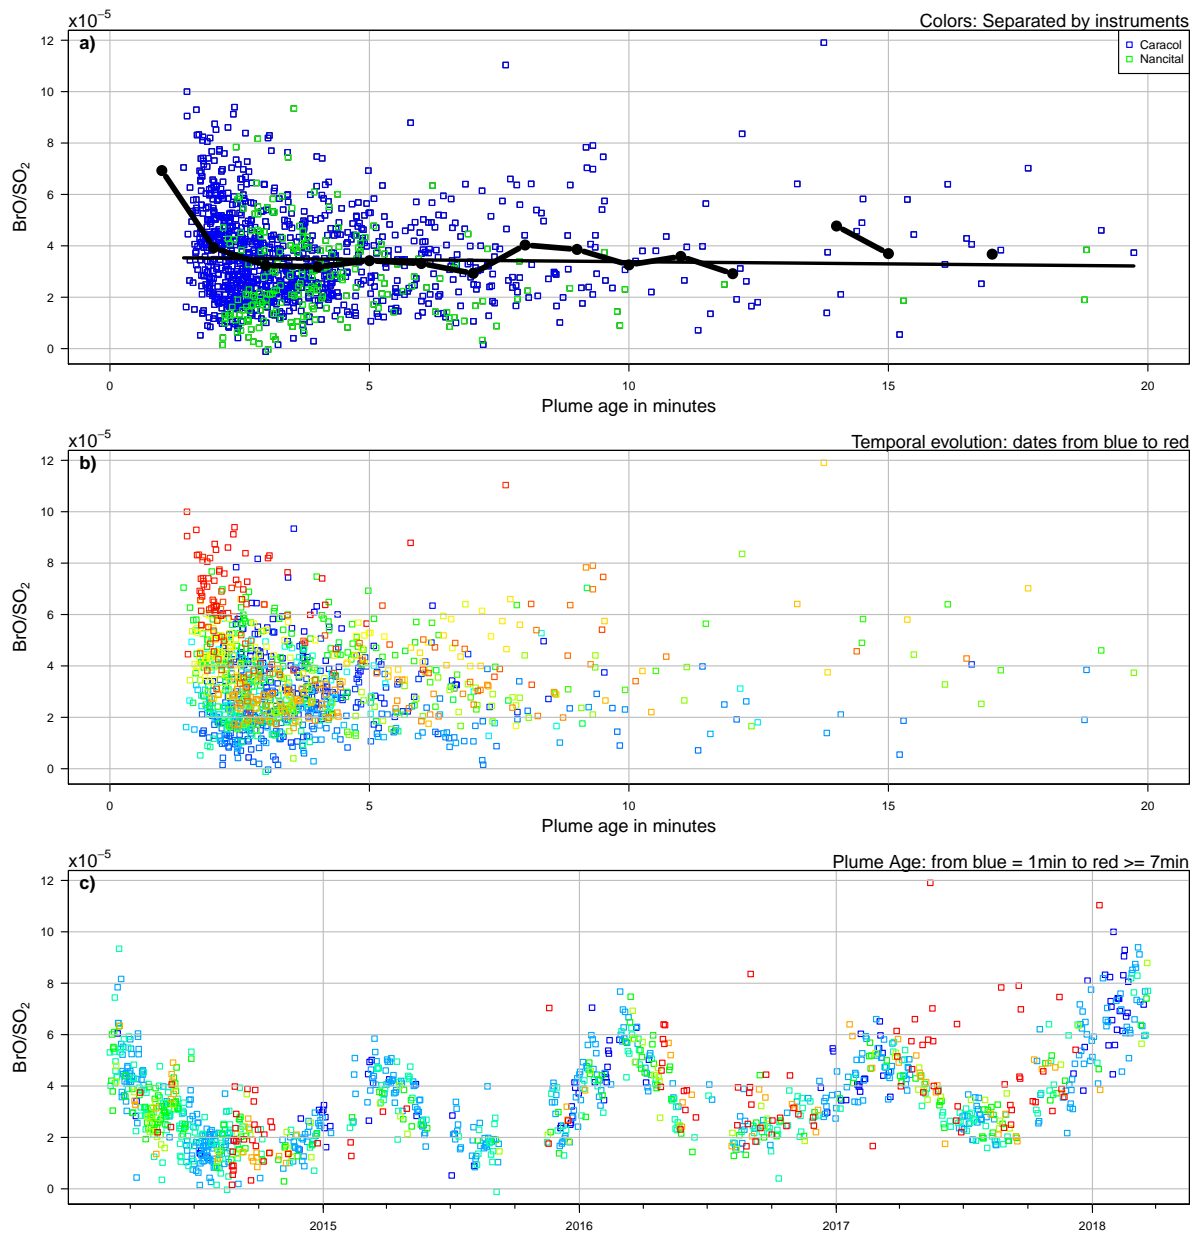 x10−5
Colors: Separated by instruments
a)
Caracol
Nancital
12
10
8
6
4
2
0
BrO/SO2
0 5 10 15 20
Plume age in minutes
x10−5
Temporal evolution: dates from blue to red
b)
12
10
8
6
4
2
0
BrO/SO2
0 5 10 15 20
Plume age in minutes
x10−5
Plume Age: from blue = 1min to red >= 7min
c)
12
10
8
6
4
2
0
BrO/SO2
2015 2016 2017 2018